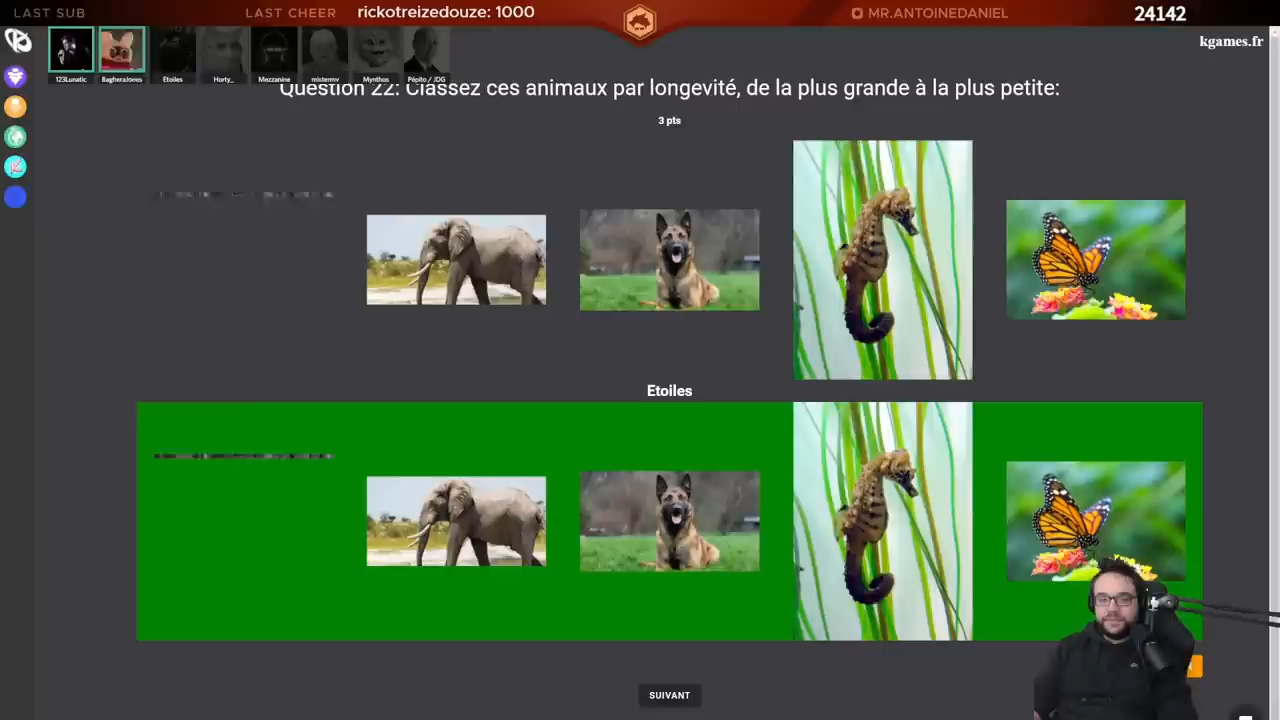 LAST SUB
LAST CHEER
rickotreizedouze: 1000
MR.ANTOINEDANIEL
24142
kgames.fr
123Lunatic
BagheraJones
Etoiles
Horty_
Mezzanine
mistermv
Mynthos
Pépito / JDG
Question 22: Classez ces animaux par longevité, de la plus grande à la plus petite:
3 pts
Etoiles
SUIVANT